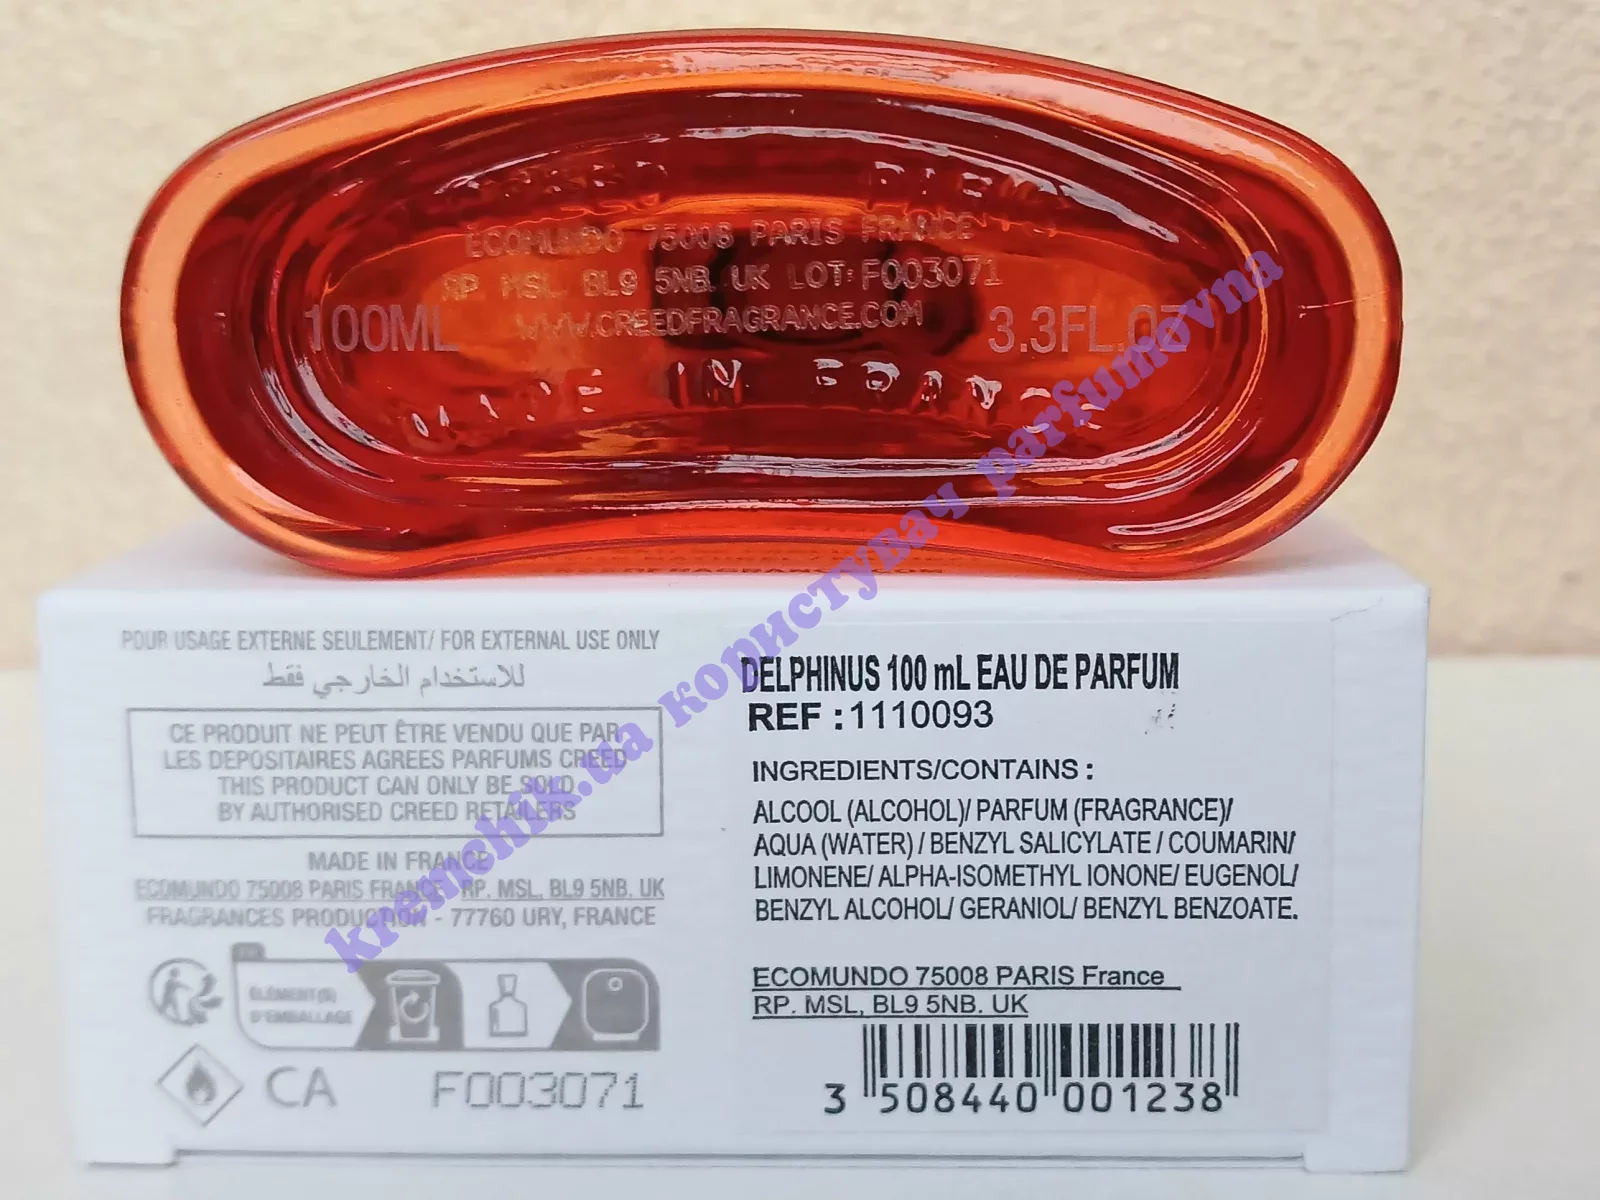 ECOMUNDO 75008 PARIS FRANCE
RP. MSL. BL9 5NB. UK LOT: F003071
100ML WWW.CREEDFRAGRANCE.COM 3.3FL.OZ
MADE IN FRANCE
POUR USAGE EXTERNE SEULEMENT/ FOR EXTERNAL USE ONLY
للاستخدام الخارجي فقط
CE PRODUIT NE PEUT ÊTRE VENDU QUE PAR
LES DEPOSITAIRES AGREES PARFUMS CREED
THIS PRODUCT CAN ONLY BE SOLD
BY AUTHORISED CREED RETAILERS
MADE IN FRANCE
ECOMUNDO 75008 PARIS FRANCE, RP. MSL, BL9 5NB. UK
FRAGRANCES PRODUCTION - 77760 URY, FRANCE
FR
ÉLÉMENT(S)
D'EMBALLAGE
CA
F003071
DELPHINUS 100 mL EAU DE PARFUM
REF : 1110093
INGREDIENTS/CONTAINS :
ALCOOL (ALCOHOL)/ PARFUM (FRAGRANCE)/
AQUA (WATER) / BENZYL SALICYLATE / COUMARIN/
LIMONENE/ ALPHA-ISOMETHYL IONONE/ EUGENOL/
BENZYL ALCOHOL/ GERANIOL/ BENZYL BENZOATE.
ECOMUNDO 75008 PARIS France
RP. MSL, BL9 5NB. UK
3 508440 001238
kremchik.ua користувач parfumovna